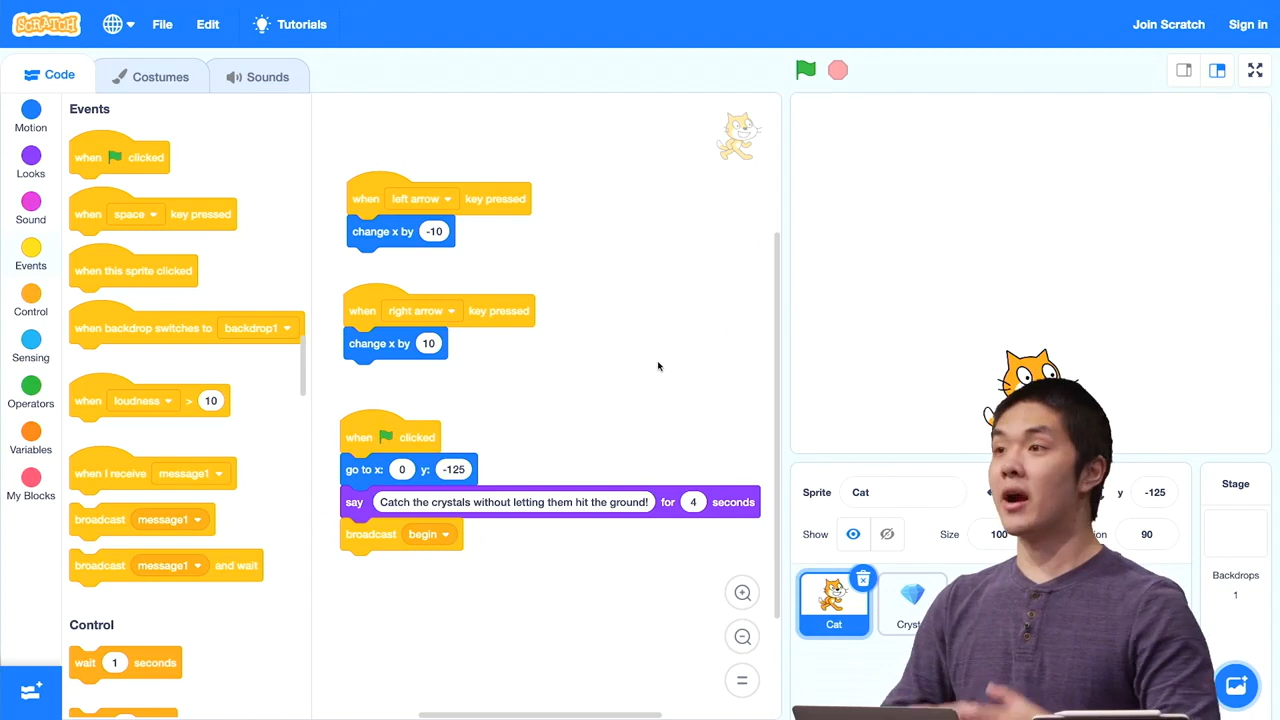 SCRATCH File Edit Tutorials Join Scratch Sign in
Code Costumes Sounds
Motion
Looks
Sound
Events
Control
Sensing
Operators
Variables
My Blocks
Events
when clicked
when space key pressed
when this sprite clicked
when backdrop switches to backdrop1
when loudness > 10
when I receive message1
broadcast message1
broadcast message1 and wait
Control
wait 1 seconds
when left arrow key pressed
change x by -10
when right arrow key pressed
change x by 10
when clicked
go to x: 0 y: -125
say Catch the crystals without letting them hit the ground! for 4 seconds
broadcast begin
Sprite Cat y -125
Show Size 100 90
Cat
Stage
Backdrops
1